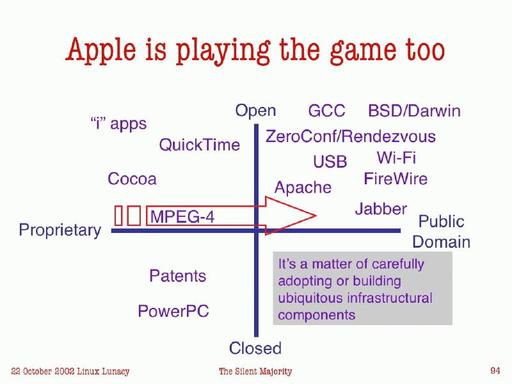 Apple is playing the game too
Open
GCC
BSD/Darwin
“i” apps
ZeroConf/Rendezvous
QuickTime
USB
Wi-Fi
Cocoa
FireWire
Apache
MPEG-4
Jabber
Proprietary
Public
Domain
It's a matter of carefully
adopting or building
ubiquitous infrastructural
components
Patents
PowerPC
Closed
22 October 2002 Linux Lunacy
The Silent Majority
94